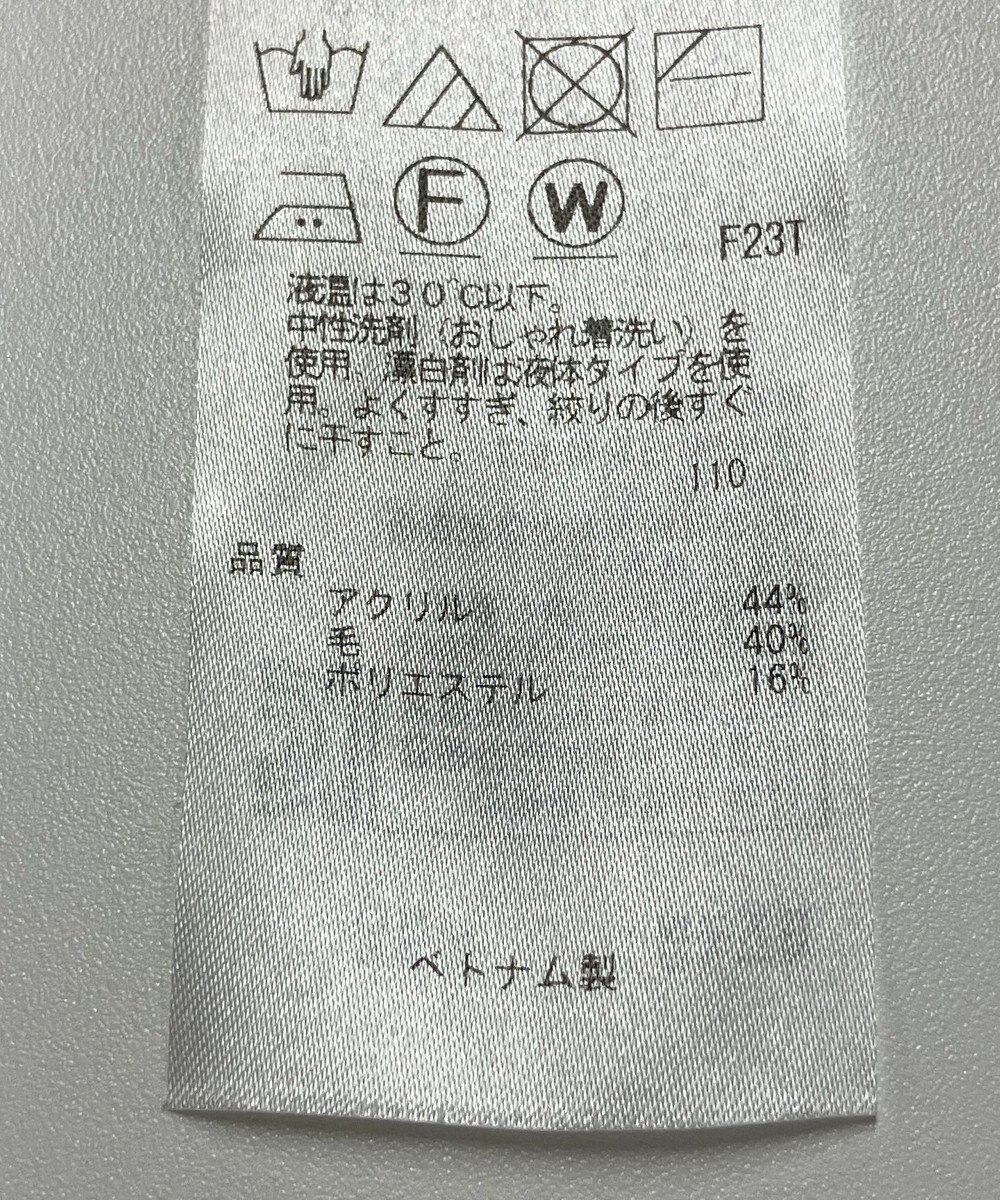 F W
F23T
液温は30℃以下。
中性洗剤(おしゃれ着洗い)を
使用、漂白剤は液体タイプを使
用。よくすすぎ、絞りの後すぐ
に干すこと。
110
品質
アクリル 44%
毛 40%
ポリエステル 16%
ベトナム製